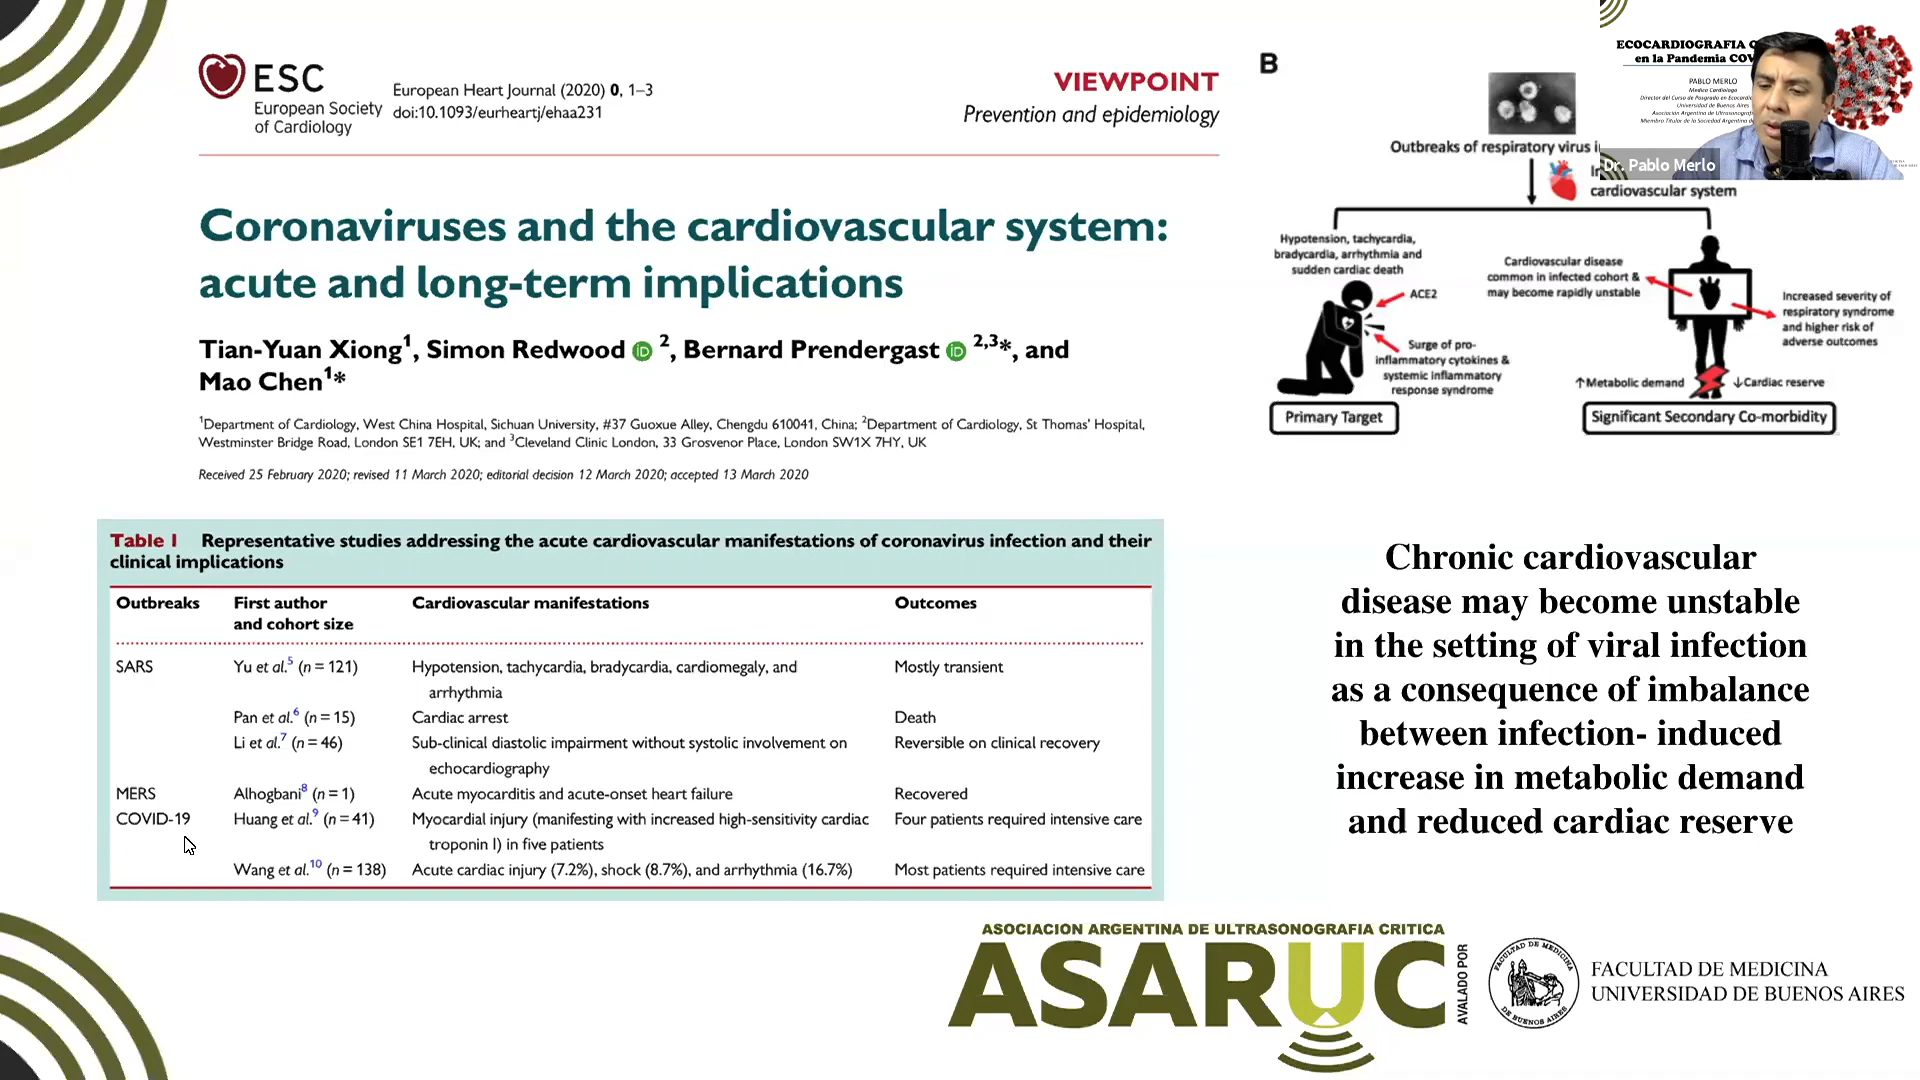 ESC
European Society
of Cardiology
European Heart Journal (2020) 0, 1–3
doi:10.1093/eurheartj/ehaa231
VIEWPOINT
Prevention and epidemiology
Coronaviruses and the cardiovascular system:
acute and long-term implications
Tian-Yuan Xiong1, Simon Redwood iD 2, Bernard Prendergast iD 2,3*, and
Mao Chen1*
1Department of Cardiology, West China Hospital, Sichuan University, #37 Guoxue Alley, Chengdu 610041, China; 2Department of Cardiology, St Thomas’ Hospital,
Westminster Bridge Road, London SE1 7EH, UK; and 3Cleveland Clinic London, 33 Grosvenor Place, London SW1X 7HY, UK
Received 25 February 2020; revised 11 March 2020; editorial decision 12 March 2020; accepted 13 March 2020
Table 1 Representative studies addressing the acute cardiovascular manifestations of coronavirus infection and their
clinical implications
Outbreaks First author Cardiovascular manifestations Outcomes
and cohort size
SARS Yu et al.5 (n = 121) Hypotension, tachycardia, bradycardia, cardiomegaly, and Mostly transient
arrhythmia
Pan et al.6 (n = 15) Cardiac arrest Death
Li et al.7 (n = 46) Sub-clinical diastolic impairment without systolic involvement on Reversible on clinical recovery
echocardiography
MERS Alhogbani8 (n = 1) Acute myocarditis and acute-onset heart failure Recovered
COVID-19 Huang et al.9 (n = 41) Myocardial injury (manifesting with increased high-sensitivity cardiac Four patients required intensive care
troponin I) in five patients
Wang et al.10 (n = 138) Acute cardiac injury (7.2%), shock (8.7%), and arrhythmia (16.7%) Most patients required intensive care
B
Outbreaks of respiratory virus
cardiovascular system
Hypotension, tachycardia,
bradycardia, arrhythmia and
sudden cardiac death
ACE2
Surge of pro-
inflammatory cytokines &
systemic inflammatory
response syndrome
Primary Target
Cardiovascular disease
common in infected cohort &
may become rapidly unstable
Increased severity of
respiratory syndrome
and higher risk of
adverse outcomes
↑Metabolic demand ↓Cardiac reserve
Significant Secondary Co-morbidity
ECOCARDIOGRAFIA
en la Pandemia COV
PABLO MERLO
Medico Cardiologo
Director del Curso de Posgrado en Ecocardi
Universidad de Buenos Aires
Asociación Argentina de Ultrasonogra
Miembro Titular de la Sociedad Argentina de
Dr. Pablo Merlo
Chronic cardiovascular
disease may become unstable
in the setting of viral infection
as a consequence of imbalance
between infection- induced
increase in metabolic demand
and reduced cardiac reserve
ASOCIACION ARGENTINA DE ULTRASONOGRAFIA CRITICA
ASARUC
AVALADO POR
FACULTAD DE MEDICINA
DE BUENOS AIRES
FACULTAD DE MEDICINA
UNIVERSIDAD DE BUENOS AIRES